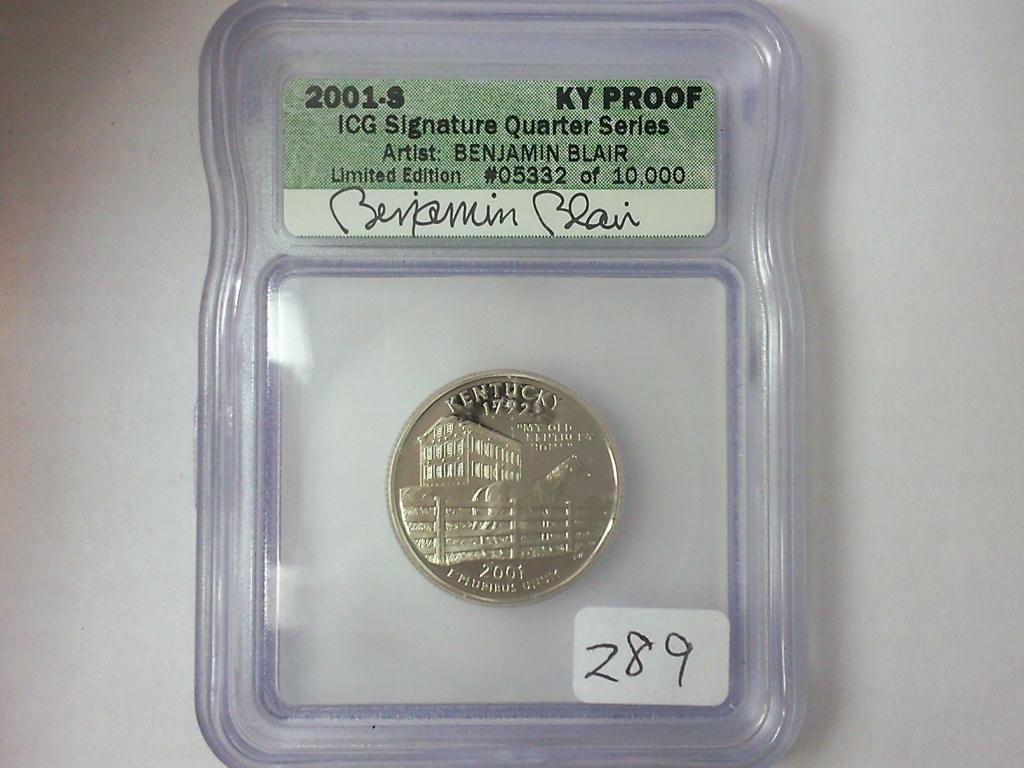 2001-S KY PROOF
ICG Signature Quarter Series
Artist: BENJAMIN BLAIR
Limited Edition #05332 of 10,000
Benjamin Blair
KENTUCKY
1792
"MY OLD
KENTUCKY
HOME"
2001
E PLURIBUS UNUM
289